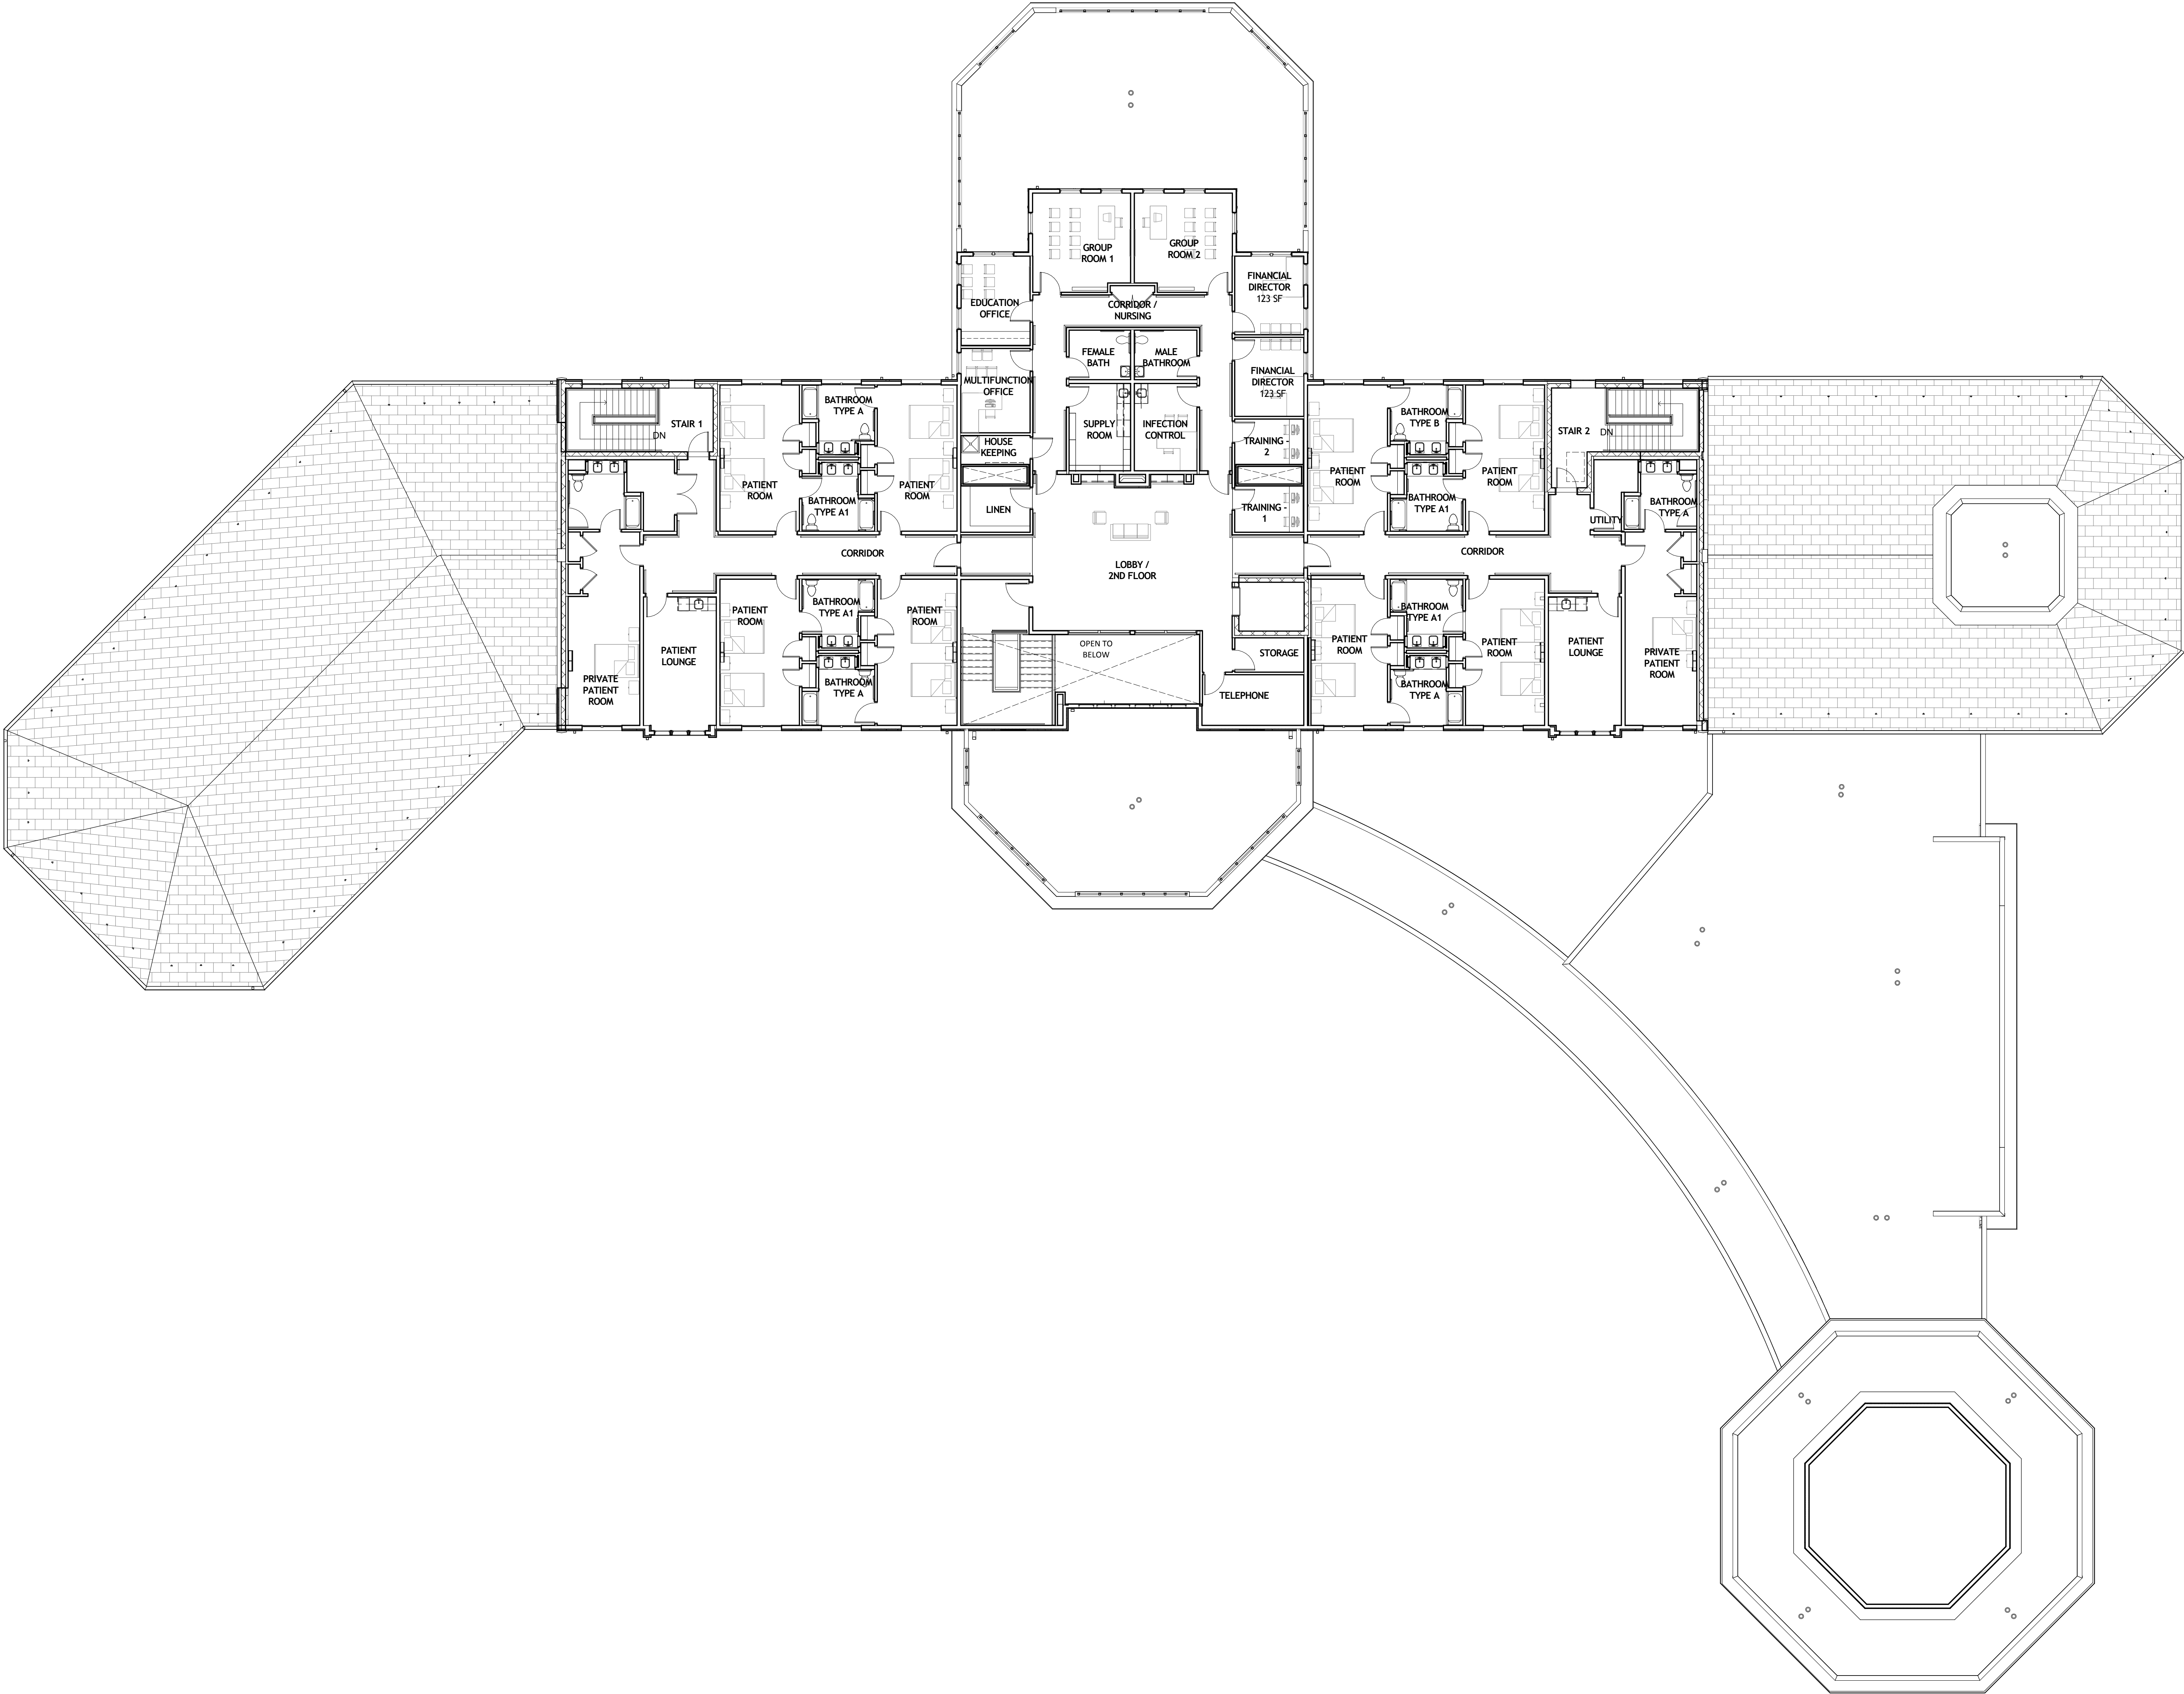 GROUP
ROOM 1
GROUP
ROOM 2
EDUCATION
OFFICE
CORRIDOR /
NURSING
FINANCIAL
DIRECTOR
123 SF
FEMALE
BATH
MALE
BATHROOM
MULTIFUNCTION
OFFICE
FINANCIAL
DIRECTOR
123 SF
STAIR 1
DN
BATHROOM
TYPE A
SUPPLY
ROOM
INFECTION
CONTROL
HOUSE
KEEPING
TRAINING -
2
BATHROOM
TYPE B
STAIR 2
DN
PATIENT
ROOM
BATHROOM
TYPE A1
PATIENT
ROOM
LINEN
TRAINING -
1
PATIENT
ROOM
BATHROOM
TYPE A1
PATIENT
ROOM
UTILITY
BATHROOM
TYPE A
CORRIDOR
LOBBY /
2ND FLOOR
CORRIDOR
PRIVATE
PATIENT
ROOM
PATIENT
LOUNGE
PATIENT
ROOM
BATHROOM
TYPE A1
BATHROOM
TYPE A
PATIENT
ROOM
OPEN TO
BELOW
STORAGE
TELEPHONE
PATIENT
ROOM
BATHROOM
TYPE A1
BATHROOM
TYPE A
PATIENT
ROOM
PATIENT
LOUNGE
PRIVATE
PATIENT
ROOM